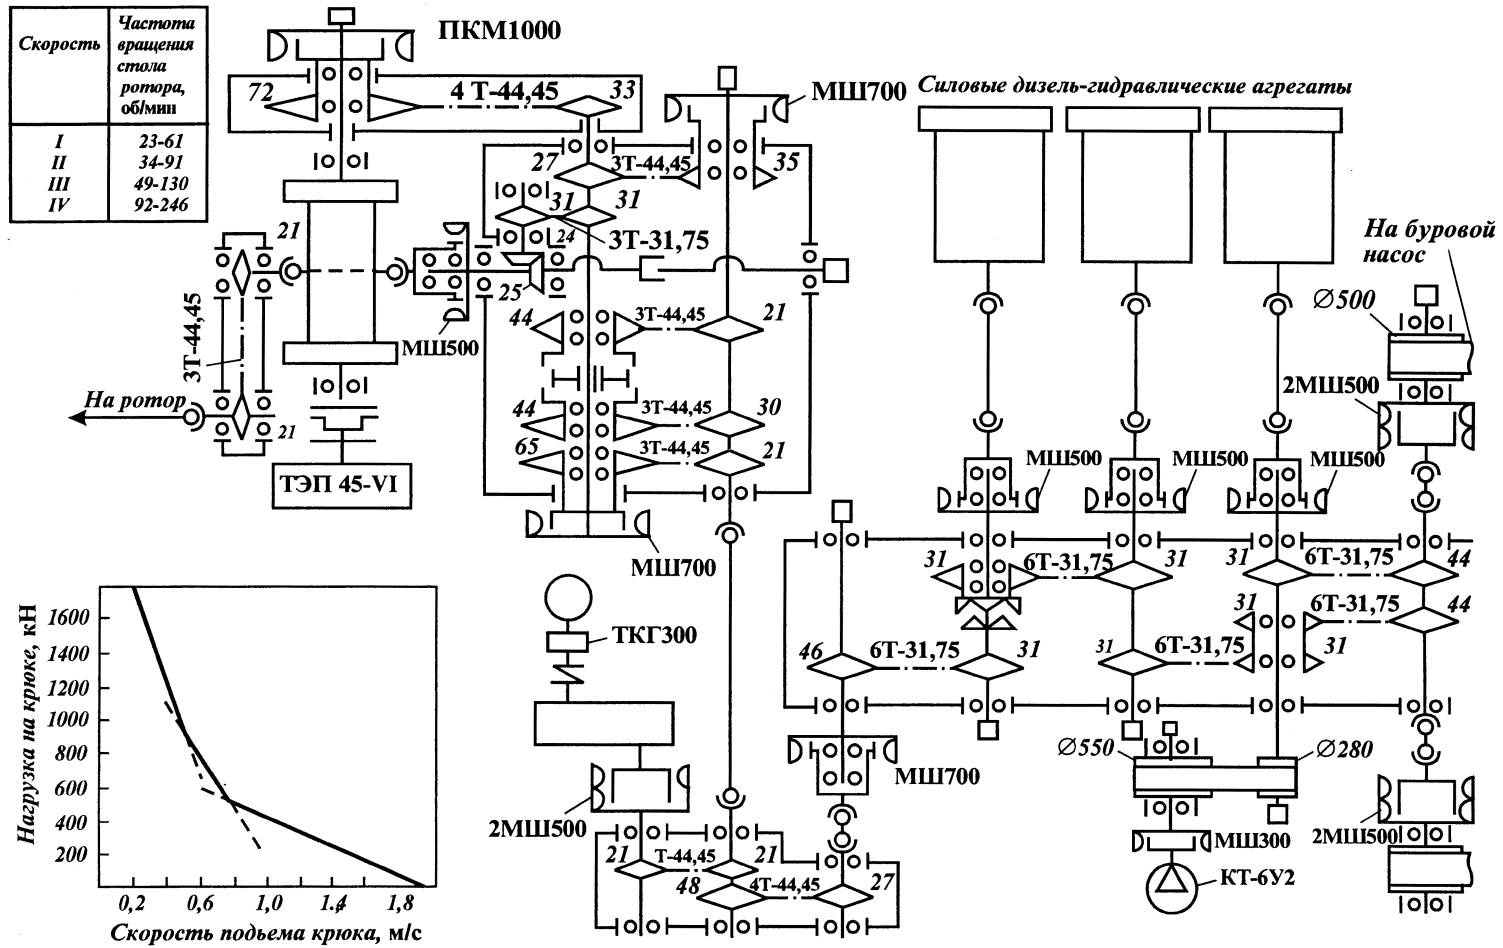 Скорость
Частота
вращения
стола
ротора,
об/мин
I 23-61
II 34-91
III 49-130
IV 92-246
ПКМ1000
72
4 Т-44,45
33
МШ700
27
3Т-44,45
35
31
31
3Т-31,75
24
25
21
3Т-44,45
МШ500
44
3Т-44,45
21
44
3Т-44,45
30
65
3Т-44,45
21
На ротор
21
ТЭП 45-VI
МШ700
Силовые дизель-гидравлические агрегаты
На буровой
насос
Ø500
2МШ500
МШ500
МШ500
МШ500
31
6Т-31,75
31
31
6Т-31,75
44
31
6Т-31,75
44
46
6Т-31,75
31
31
6Т-31,75
31
Ø550
Ø280
МШ700
МШ300
2МШ500
КТ-6У2
ТКГ300
2МШ500
21
Т-44,45
21
48
4Т-44,45
27
Нагрузка на крюке, кН
1600
1400
1200
1000
800
600
400
200
0,2 0,6 1,0 1.4 1,8
Скорость подъема крюка, м/с